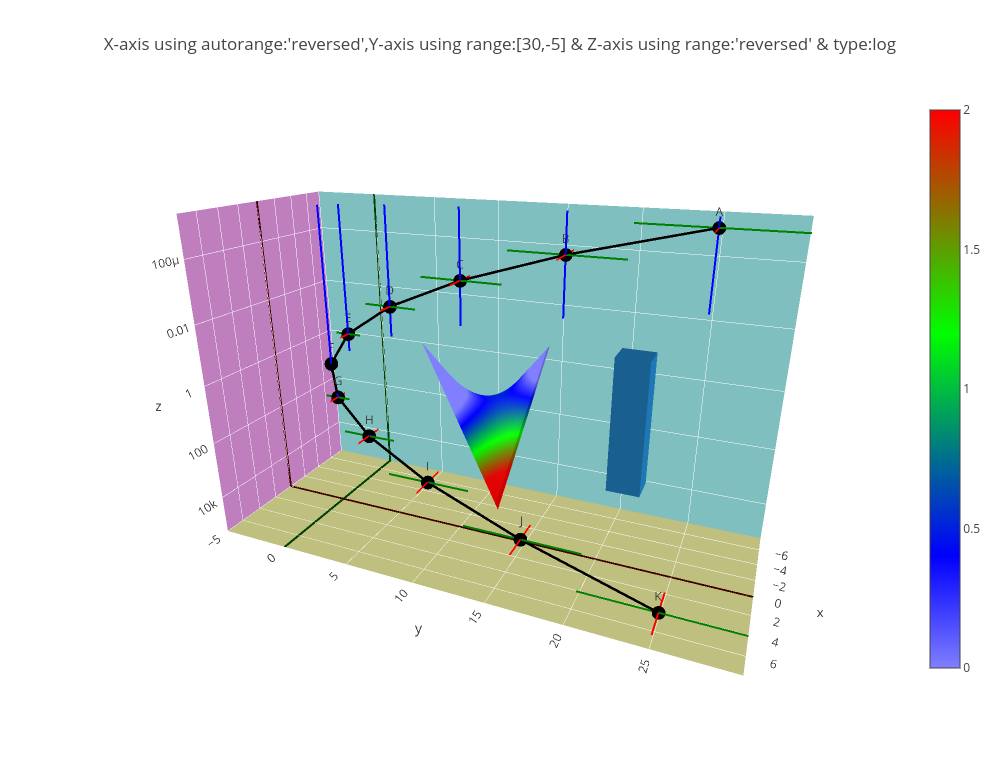 X-axis using autorange:'reversed',Y-axis using range:[30,-5] & Z-axis using range:'reversed' & type:log
2
1.5
1
0.5
0
A
B
C
D
E
F
G
H
I
J
K
100μ
0.01
1
100
10k
z
−5
0
5
10
15
20
25
y
−6
−4
−2
0
2
4
6
x